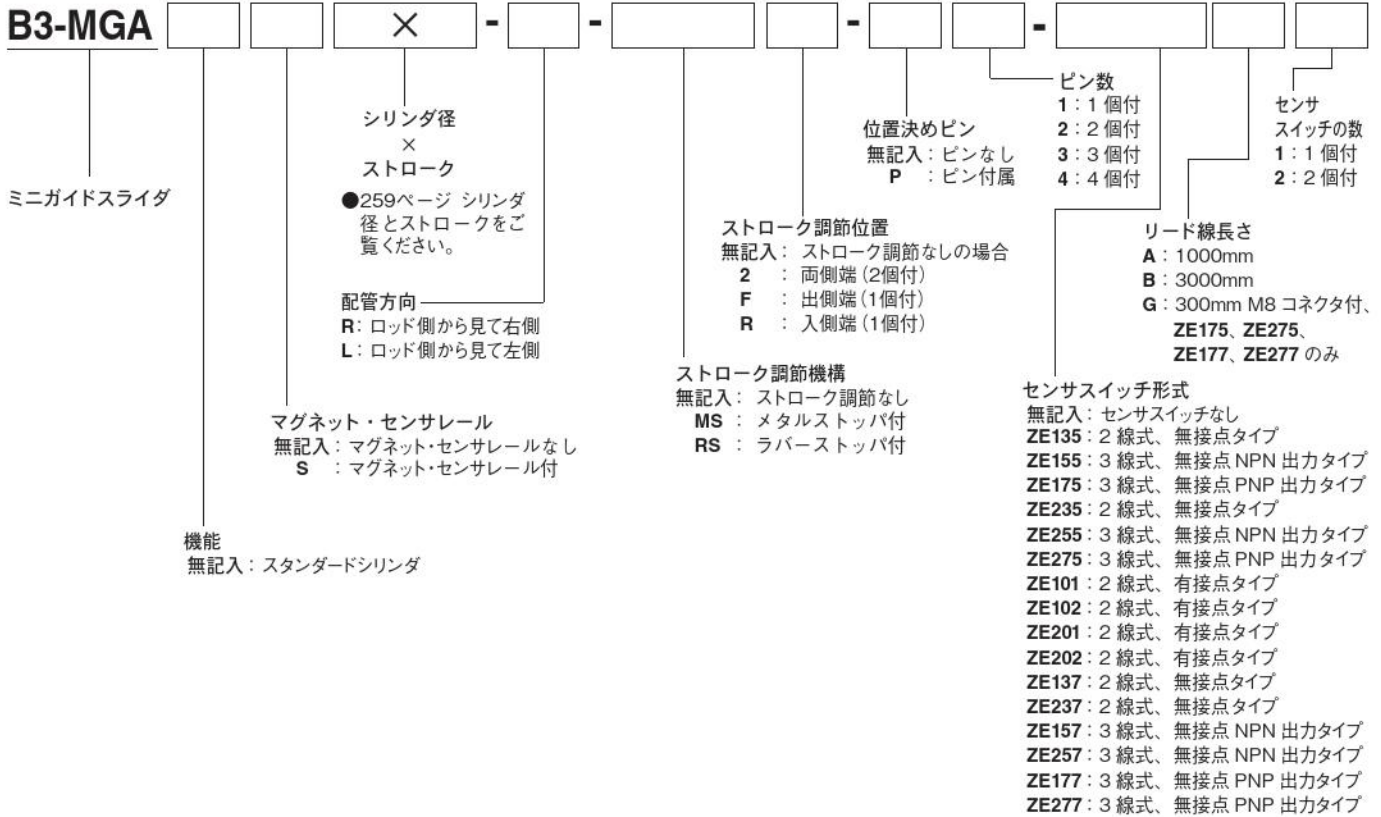 B3-MGA × - - - -
ミニガイドスライダ
シリンダ径
×
ストローク
●259ページ シリンダ
径とストロークをご
覧ください。
配管方向
R：ロッド側から見て右側
L：ロッド側から見て左側
マグネット・センサレール
無記入：マグネット・センサレールなし
S ：マグネット・センサレール付
機能
無記入：スタンダードシリンダ
ストローク調節機構
無記入：ストローク調節なし
MS ：メタルストッパ付
RS ：ラバーストッパ付
ストローク調節位置
無記入：ストローク調節なしの場合
2 ：両側端（2個付）
F ：出側端（1個付）
R ：入側端（1個付）
位置決めピン
無記入：ピンなし
P ：ピン付属
ピン数
1：1 個付
2：2 個付
3：3 個付
4：4 個付
センサ
スイッチの数
1：1 個付
2：2 個付
リード線長さ
A：1000mm
B：3000mm
G：300mm M8 コネクタ付、
ZE175、ZE275、
ZE177、ZE277 のみ
センサスイッチ形式
無記入：センサスイッチなし
ZE135：2 線式、無接点タイプ
ZE155：3 線式、無接点 NPN 出力タイプ
ZE175：3 線式、無接点 PNP 出力タイプ
ZE235：2 線式、無接点タイプ
ZE255：3 線式、無接点 NPN 出力タイプ
ZE275：3 線式、無接点 PNP 出力タイプ
ZE101：2 線式、有接点タイプ
ZE102：2 線式、有接点タイプ
ZE201：2 線式、有接点タイプ
ZE202：2 線式、有接点タイプ
ZE137：2 線式、無接点タイプ
ZE237：2 線式、無接点タイプ
ZE157：3 線式、無接点 NPN 出力タイプ
ZE257：3 線式、無接点 NPN 出力タイプ
ZE177：3 線式、無接点 PNP 出力タイプ
ZE277：3 線式、無接点 PNP 出力タイプ